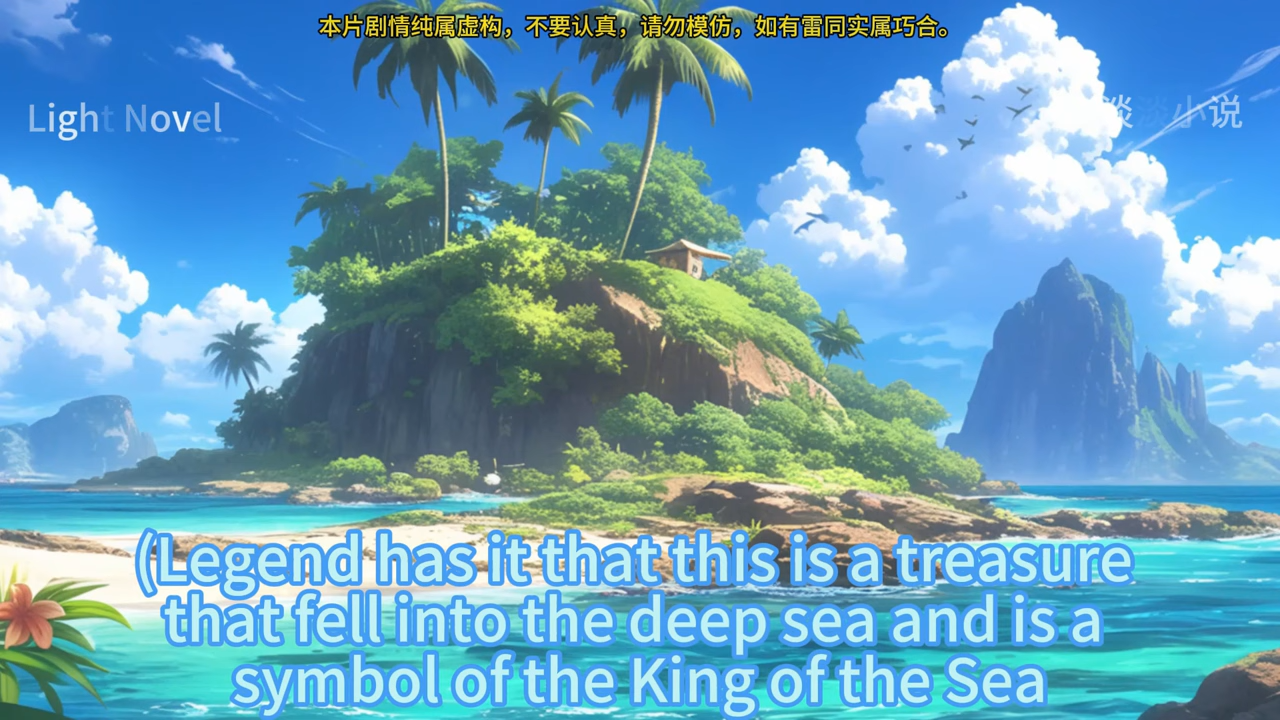 本片剧情纯属虚构，不要认真，请勿模仿，如有雷同实属巧合。
Light Novel
淡淡小说
(Legend has it that this is a treasure
that fell into the deep sea and is a
symbol of the King of the Sea